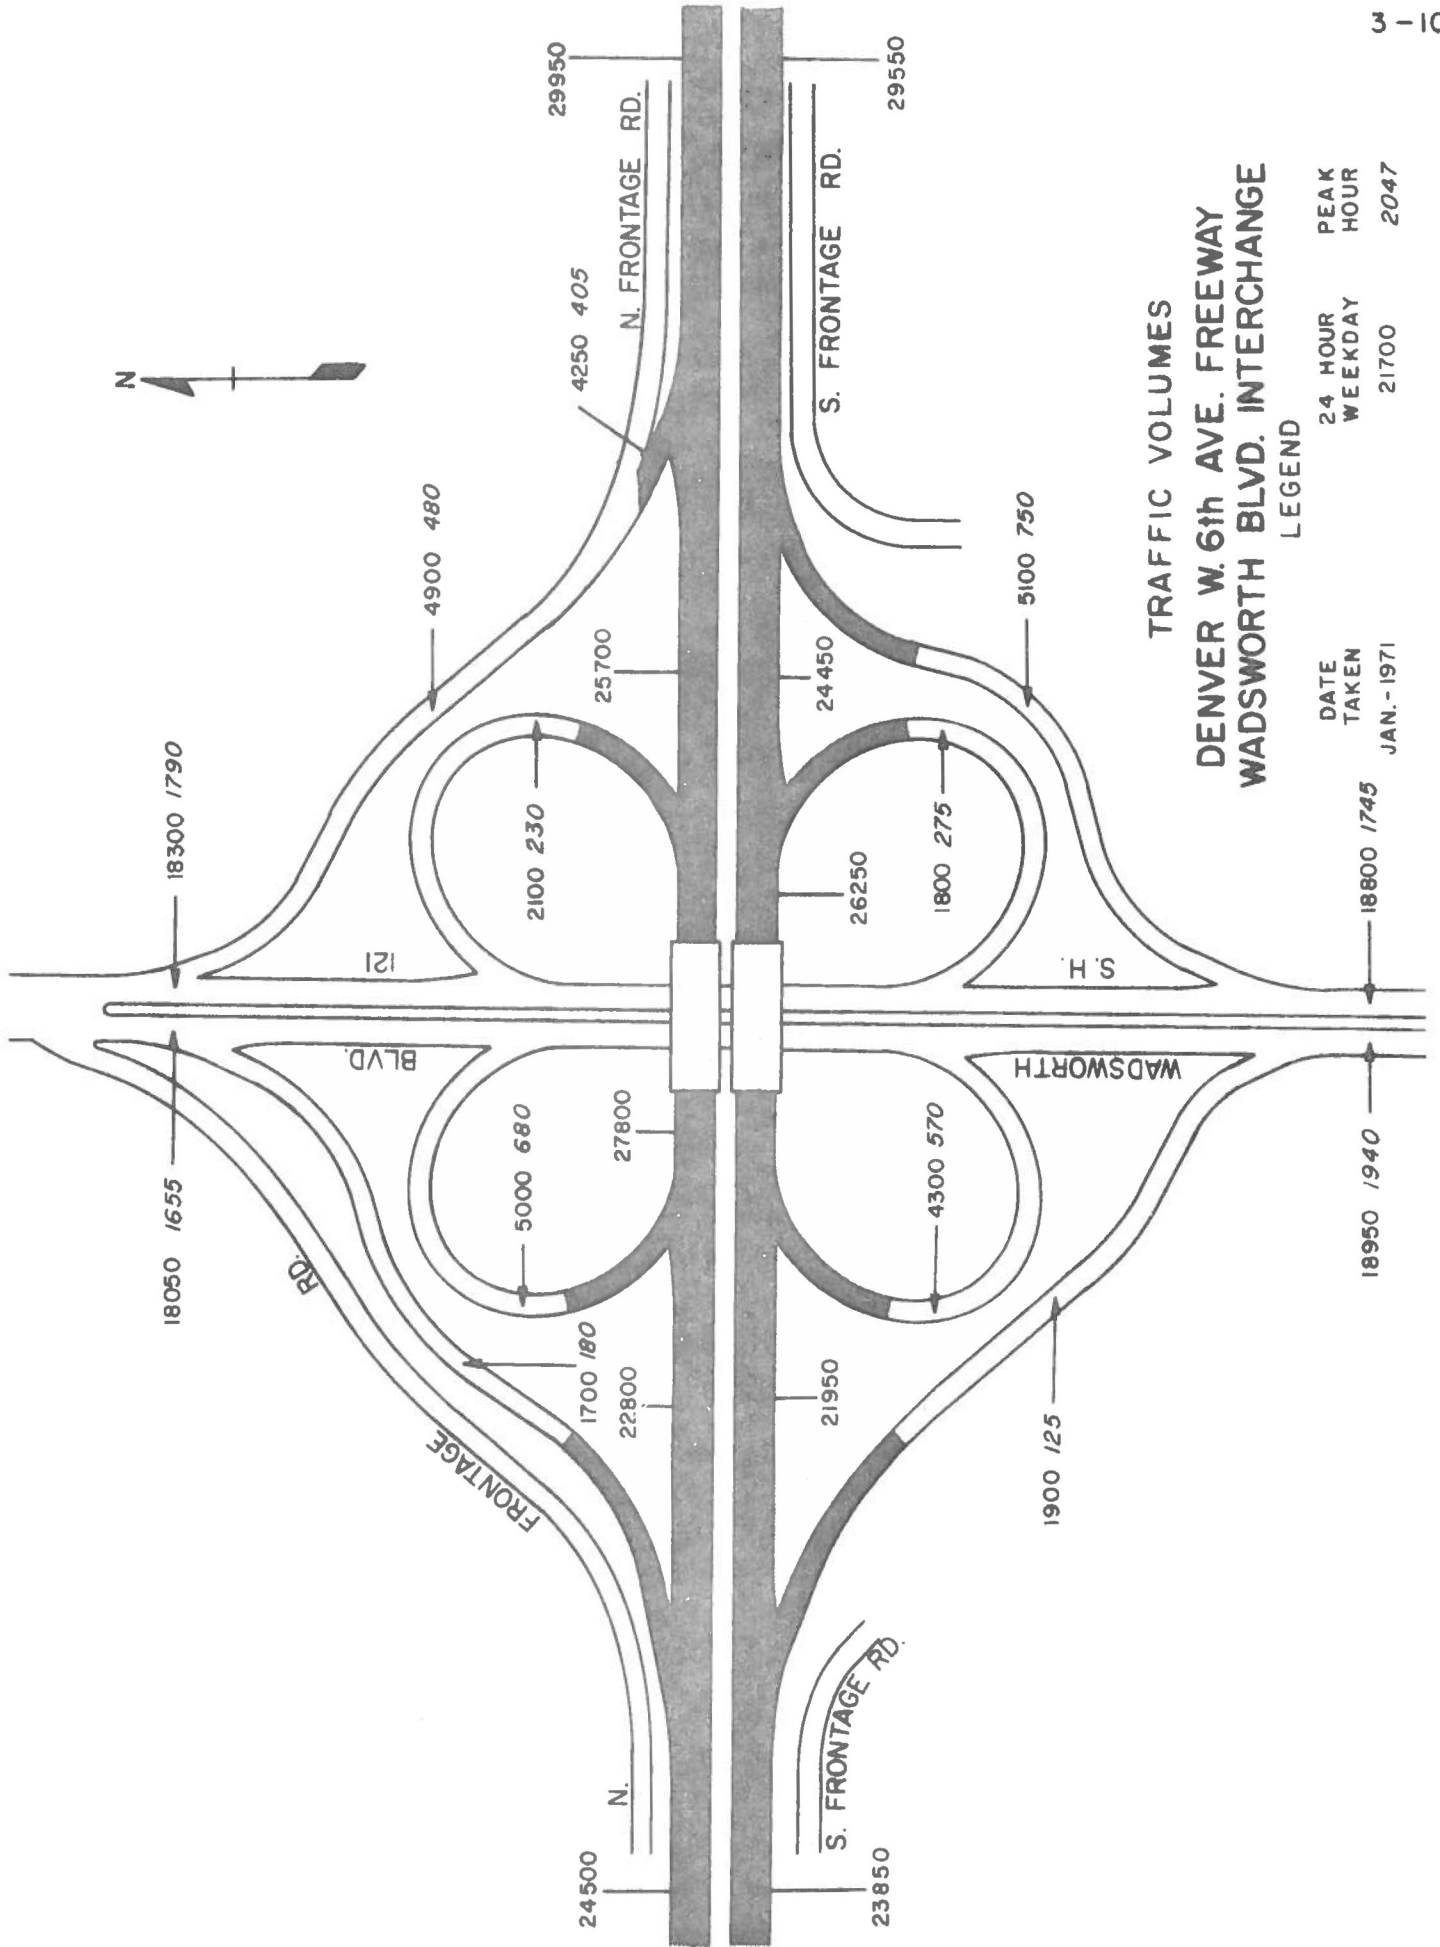 3-10
N
29950
N. FRONTAGE RD.
4250 405
4900 480
18300 1790
25700
2100 230
121
BLVD.
18050 1655
27800
5000 680
RD.
FRONTAGE
N.
1700 180
22800
24500
29550
S. FRONTAGE RD.
24450
5100 750
26250
1800 275
S.H.
WADSWORTH
18800 1745
18950 1940
4300 570
21950
1900 125
S. FRONTAGE RD.
23850
TRAFFIC VOLUMES
DENVER W. 6th AVE. FREEWAY
WADSWORTH BLVD. INTERCHANGE
LEGEND
DATE TAKEN
24 HOUR WEEKDAY
PEAK HOUR
JAN.-1971 21700 2047